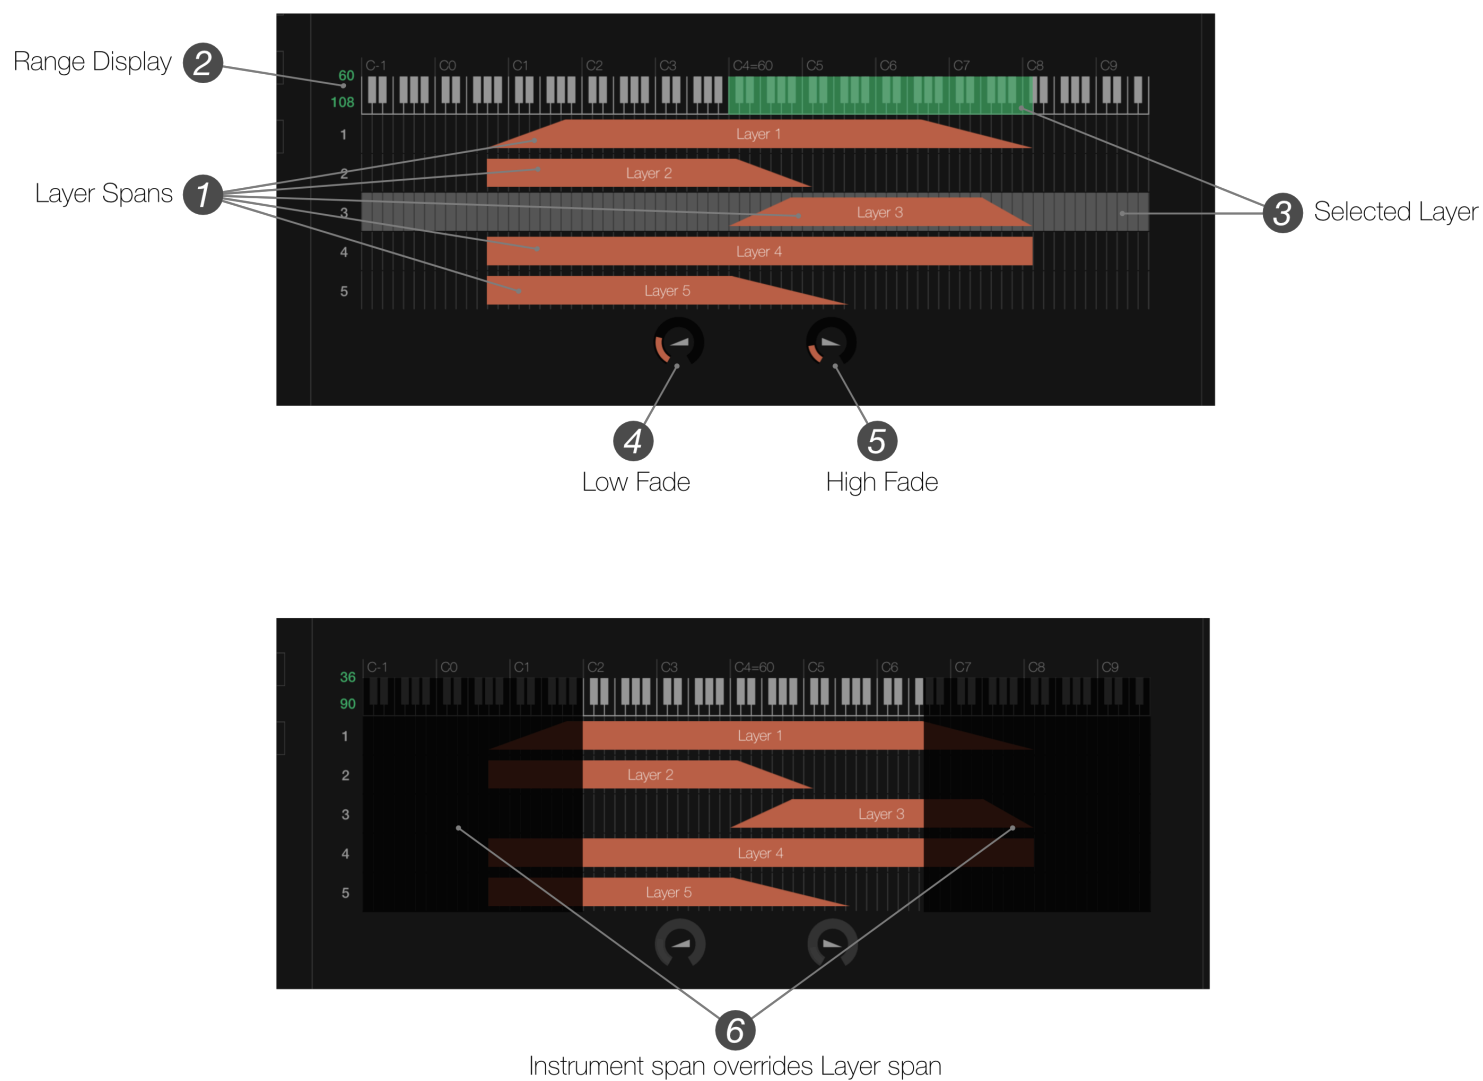 Range Display 2
60
108
C-1 C0 C1 C2 C3 C4=60 C5 C6 C7 C8 C9
1 Layer 1
2 Layer 2
Layer Spans 1
3 Layer 3
3 Selected Layer
4 Layer 4
5 Layer 5
4 5
Low Fade High Fade
36
90
C-1 C0 C1 C2 C3 C4=60 C5 C6 C7 C8 C9
1 Layer 1
2 Layer 2
3 Layer 3
4 Layer 4
5 Layer 5
6
Instrument span overrides Layer span